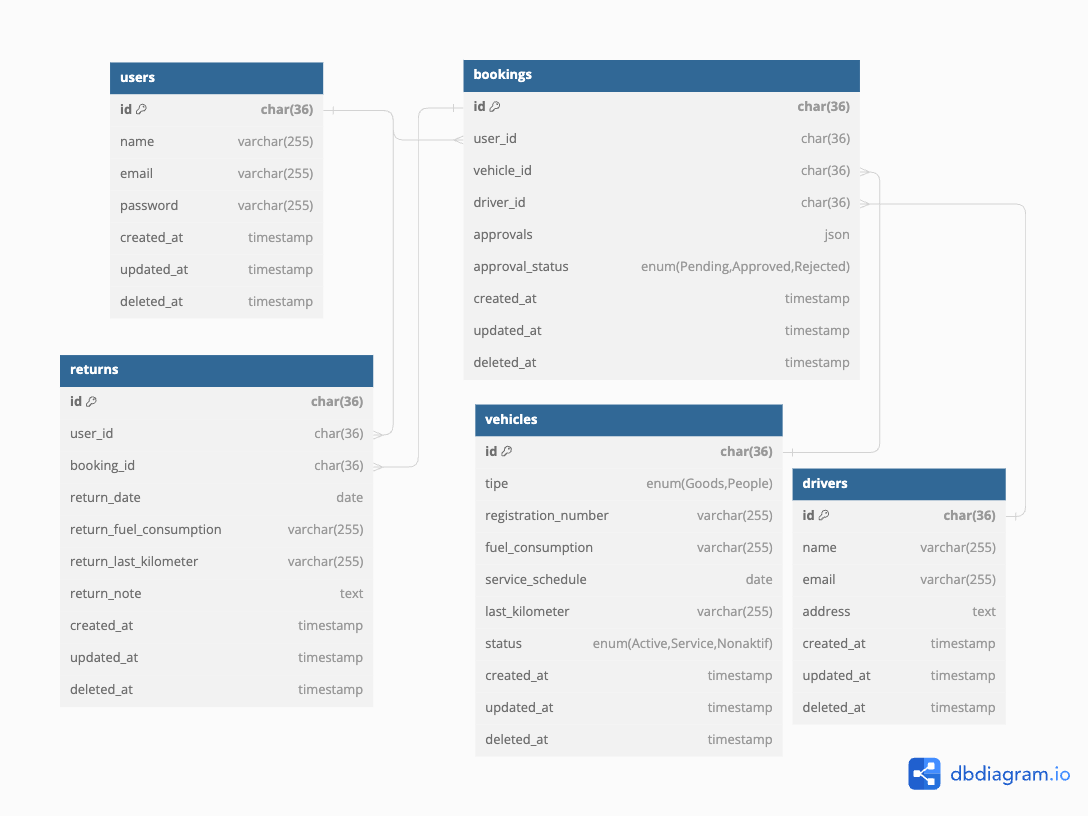 users
id char(36)
name varchar(255)
email varchar(255)
password varchar(255)
created_at timestamp
updated_at timestamp
deleted_at timestamp
bookings
id char(36)
user_id char(36)
vehicle_id char(36)
driver_id char(36)
approvals json
approval_status enum(Pending,Approved,Rejected)
created_at timestamp
updated_at timestamp
deleted_at timestamp
returns
id char(36)
user_id char(36)
booking_id char(36)
return_date date
return_fuel_consumption varchar(255)
return_last_kilometer varchar(255)
return_note text
created_at timestamp
updated_at timestamp
deleted_at timestamp
vehicles
id char(36)
tipe enum(Goods,People)
registration_number varchar(255)
fuel_consumption varchar(255)
service_schedule date
last_kilometer varchar(255)
status enum(Active,Service,Nonaktif)
created_at timestamp
updated_at timestamp
deleted_at timestamp
drivers
id char(36)
name varchar(255)
email varchar(255)
address text
created_at timestamp
updated_at timestamp
deleted_at timestamp
dbdiagram.io